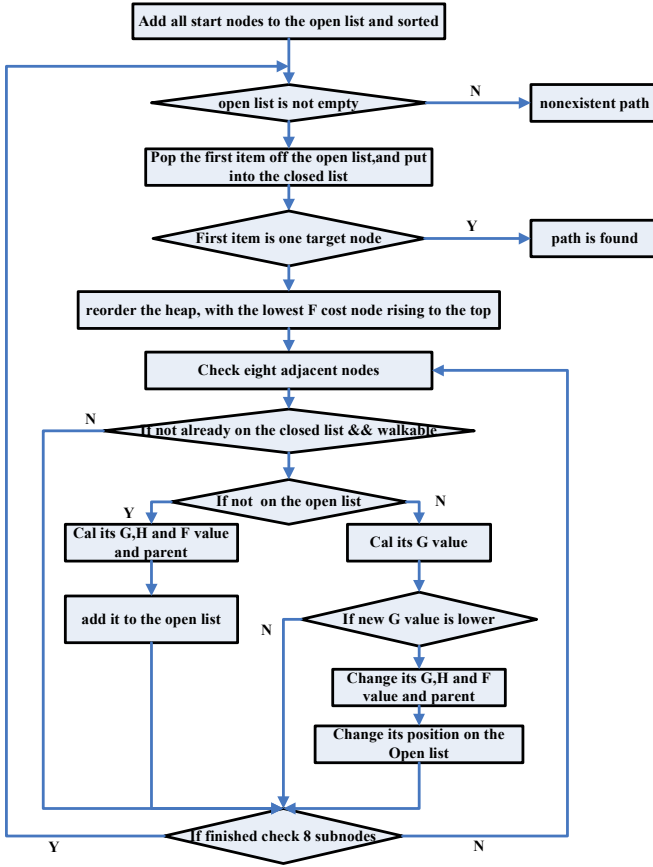 Add all start nodes to the open list and sorted
N
open list is not empty
nonexistent path
Pop the first item off the open list,and put
into the closed list
Y
First item is one target node
path is found
reorder the heap, with the lowest F cost node rising to the top
Check eight adjacent nodes
N
If not already on the closed list && walkable
If not on the open list
Y
N
Cal its G,H and F value
and parent
Cal its G value
add it to the open list
N
If new G value is lower
Change its G,H and F
value and parent
Change its position on the
Open list
If finished check 8 subnodes
Y
N